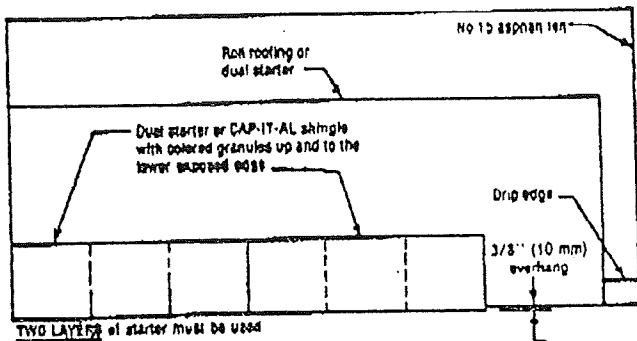 No 15 asphalt felt
Roll roofing or
dual starter
Dual starter or CAP-IT-AL shingle
with colored granules up and to the
lower exposed edge
Drip edge
3/8" (10 mm)
overhang
TWO LAYERS of starter must be used